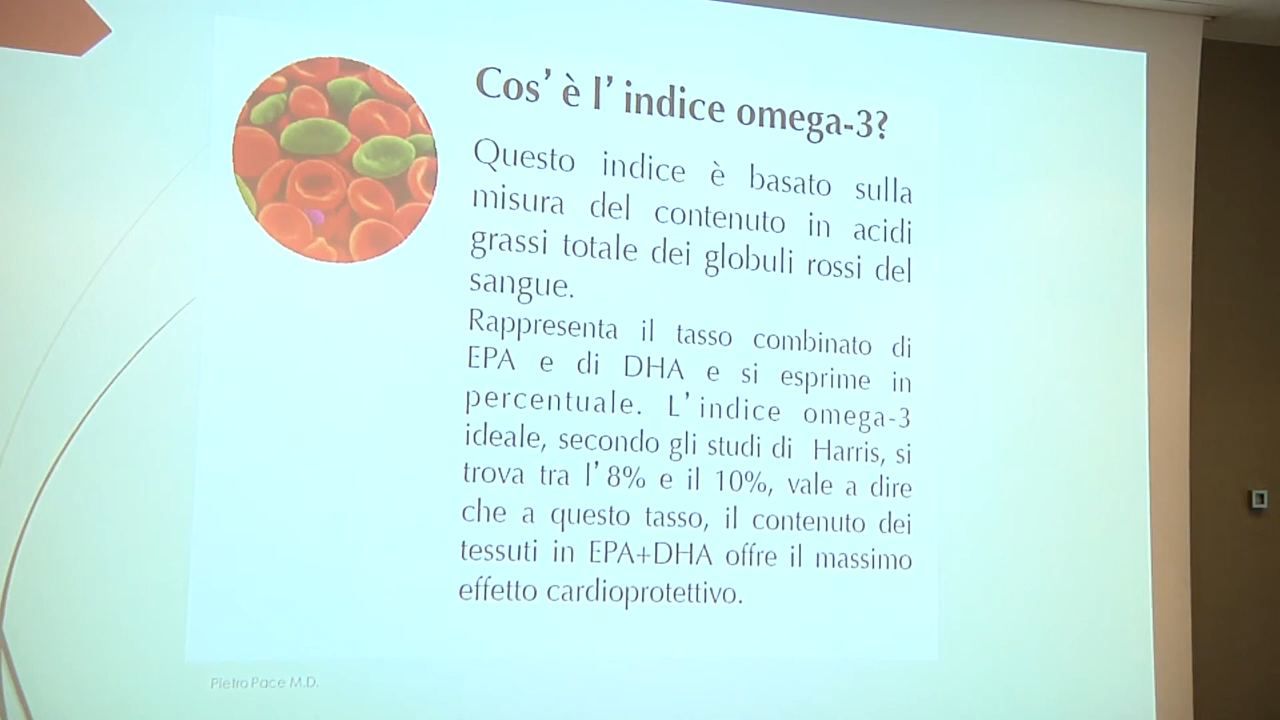 Cos' è l' indice omega-3?
Questo indice è basato sulla
misura del contenuto in acidi
grassi totale dei globuli rossi del
sangue.
Rappresenta il tasso combinato di
EPA e di DHA e si esprime in
percentuale. L' indice omega-3
ideale, secondo gli studi di Harris, si
trova tra l' 8% e il 10%, vale a dire
che a questo tasso, il contenuto dei
tessuti in EPA+DHA offre il massimo
effetto cardioprotettivo.
Pietro Pace M.D.